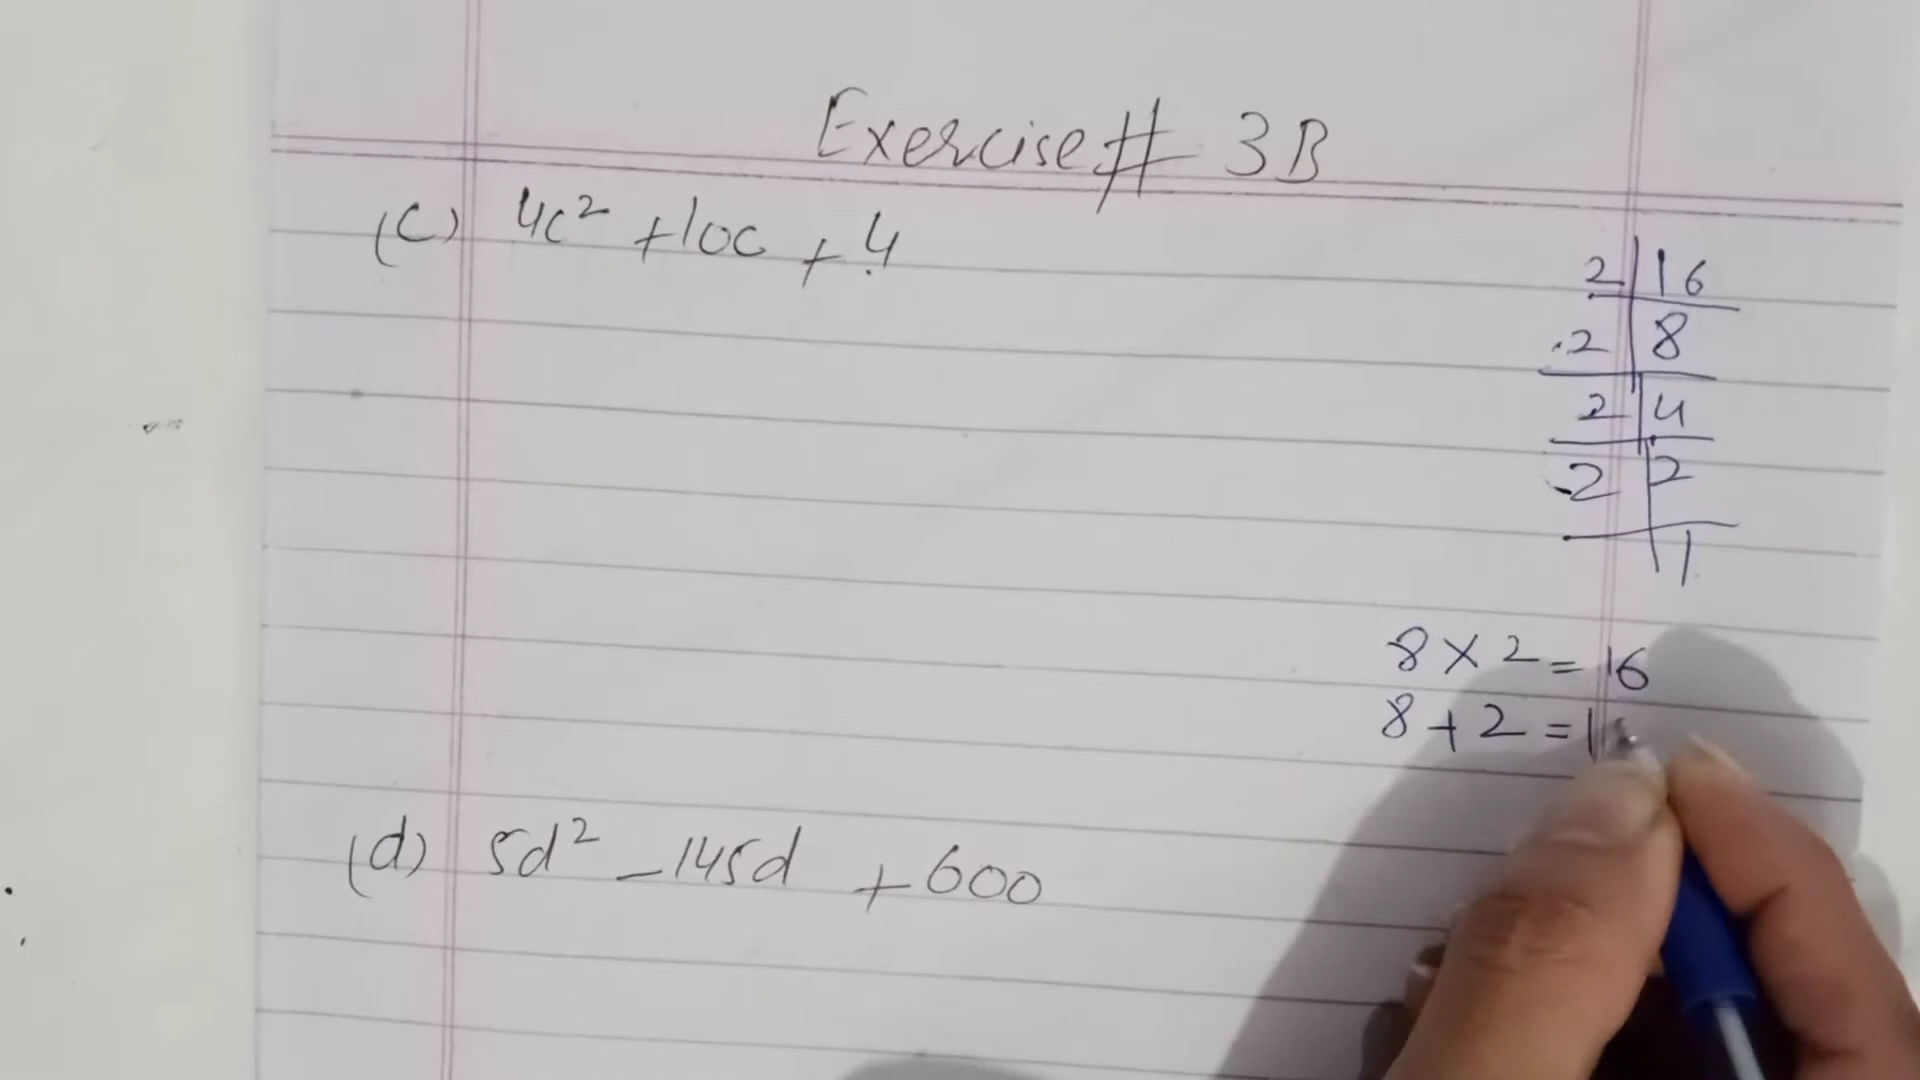 Exercise # 3B
(c) 4c² + 10c + 4
2 | 16
2 | 8
2 | 4
2 | 2
1
8 × 2 = 16
8 + 2 = 1
(d) 5d² - 145d + 600